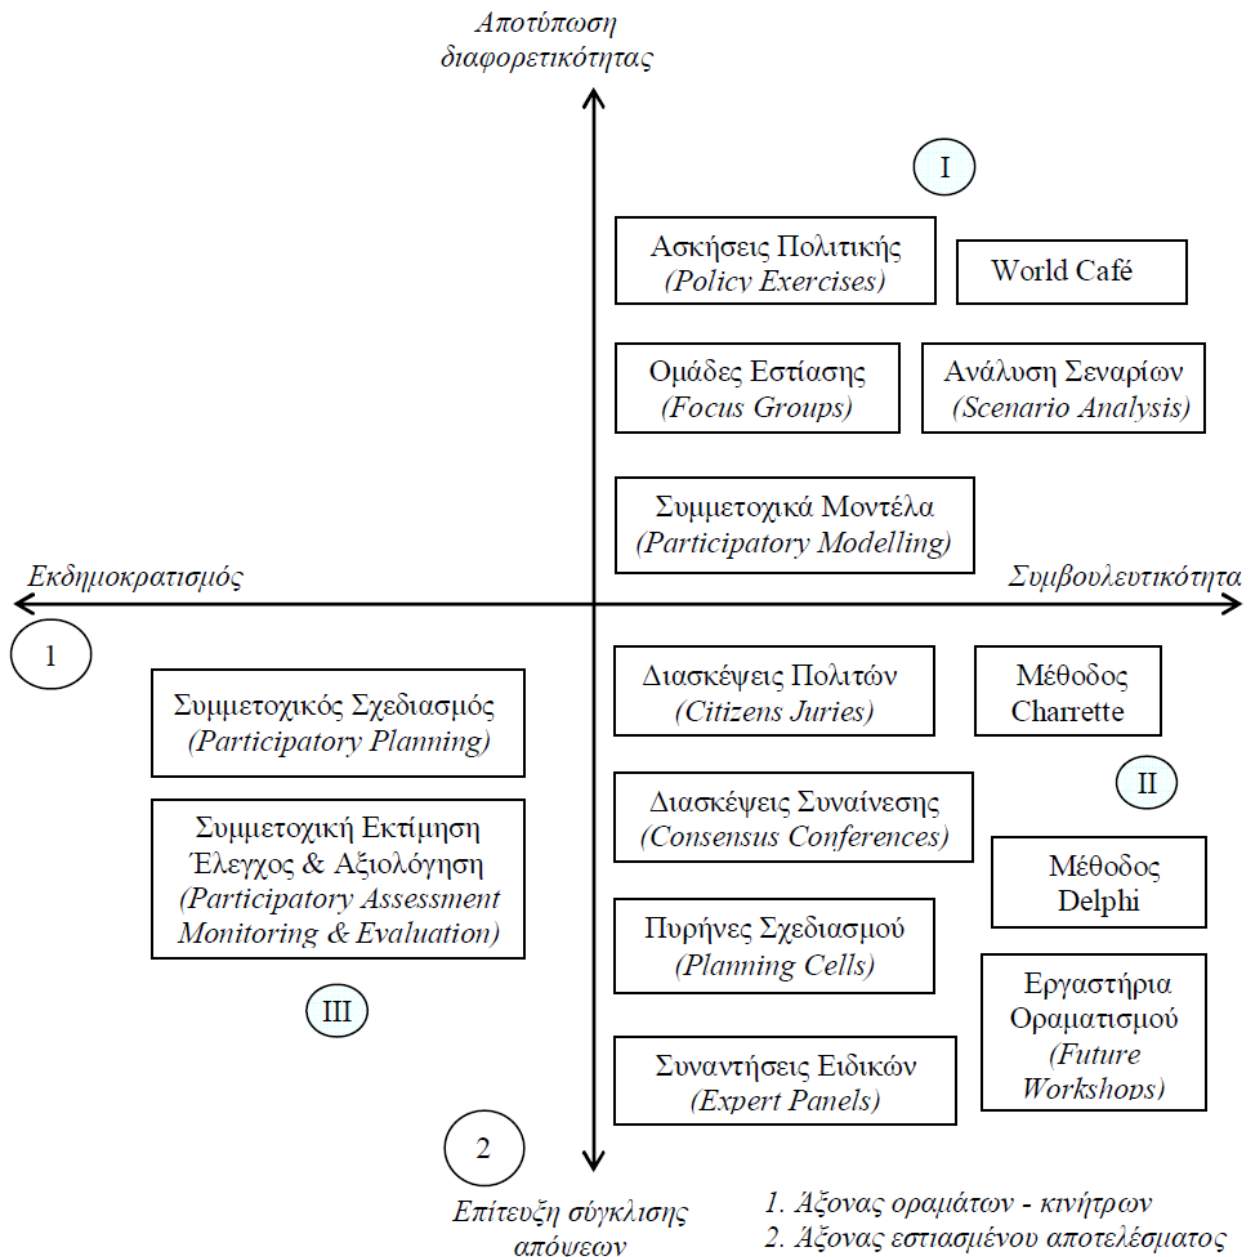 Αποτύπωση
διαφορετικότητας
I
Ασκήσεις Πολιτικής
(Policy Exercises)
World Café
Ομάδες Εστίασης
(Focus Groups)
Ανάλυση Σεναρίων
(Scenario Analysis)
Συμμετοχικά Μοντέλα
(Participatory Modelling)
Εκδημοκρατισμός
Συμβουλευτικότητα
1
Συμμετοχικός Σχεδιασμός
(Participatory Planning)
Συμμετοχική Εκτίμηση
Έλεγχος & Αξιολόγηση
(Participatory Assessment
Monitoring & Evaluation)
III
Διασκέψεις Πολιτών
(Citizens Juries)
Μέθοδος
Charrette
II
Διασκέψεις Συναίνεσης
(Consensus Conferences)
Μέθοδος
Delphi
Πυρήνες Σχεδιασμού
(Planning Cells)
Εργαστήρια
Οραματισμού
(Future
Workshops)
Συναντήσεις Ειδικών
(Expert Panels)
2
Επίτευξη σύγκλισης
απόψεων
1. Άξονας οραμάτων - κινήτρων
2. Άξονας εστιασμένου αποτελέσματος